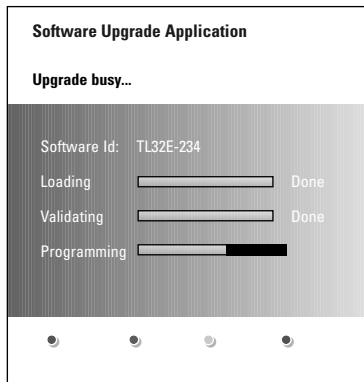 Software Upgrade Application
Upgrade busy...
Software Id: TL32E-234
Loading Done
Validating Done
Programming